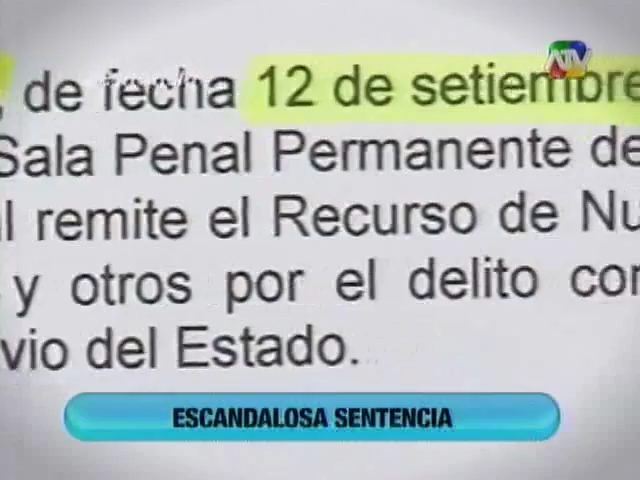 ATV
, de fecha 12 de setiembre
Sala Penal Permanente de
l remite el Recurso de Nu
y otros por el delito con
vio del Estado.
ESCANDALOSA SENTENCIA